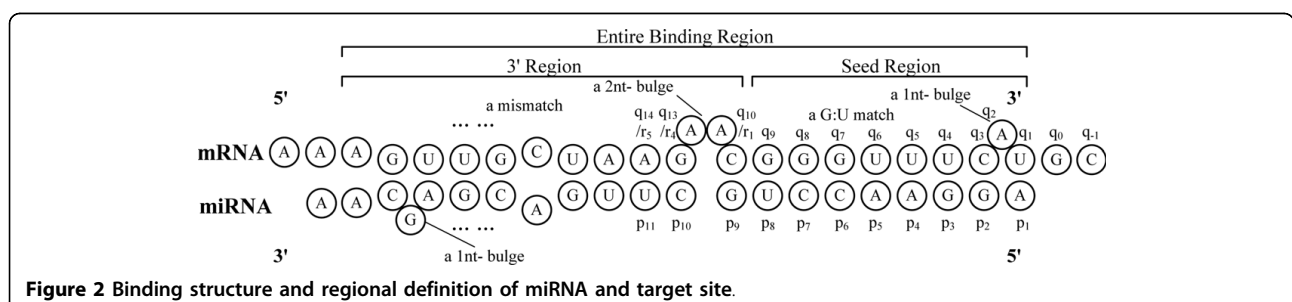 Entire Binding Region
3' Region Seed Region
5' a mismatch a 2nt- bulge a G:U match a 1nt- bulge 3'
... ... q14 q13 q10 q2
/r5 /r4 A A /r1 q9 q8 q7 q6 q5 q4 q3 A q1 q0 q-1
mRNA A A A G U U G C U A A G C G G G U U U C U G C
miRNA A A C A G C A G U U C G U C C A A G G A
G ... ... p11 p10 p9 p8 p7 p6 p5 p4 p3 p2 p1
3' a 1nt- bulge 5'
Figure 2 Binding structure and regional definition of miRNA and target site.